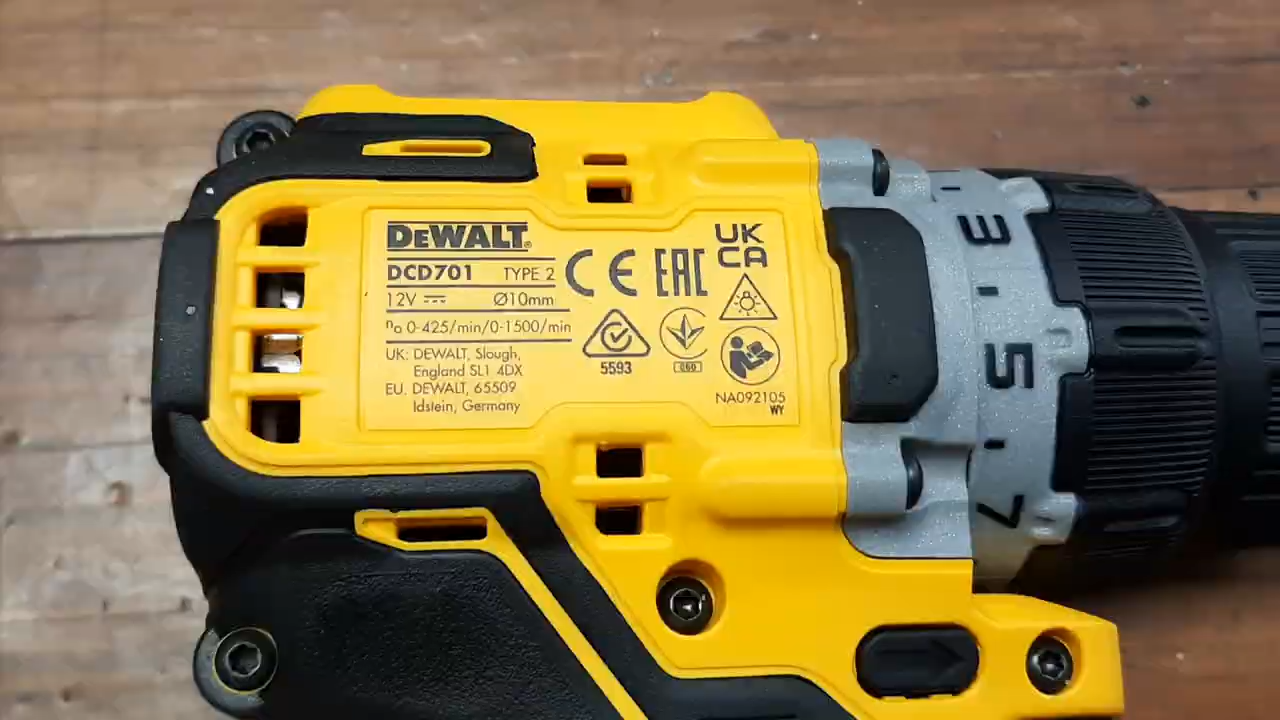 DEWALT®
DCD701 TYPE 2
12V Ø10mm
n₀ 0-425/min/0-1500/min
UK: DEWALT, Slough,
England SL1 4DX
EU. DEWALT, 65509
Idstein, Germany
CE
EAC
UK
CA
5593
060
NA092105
WY
3
5
7